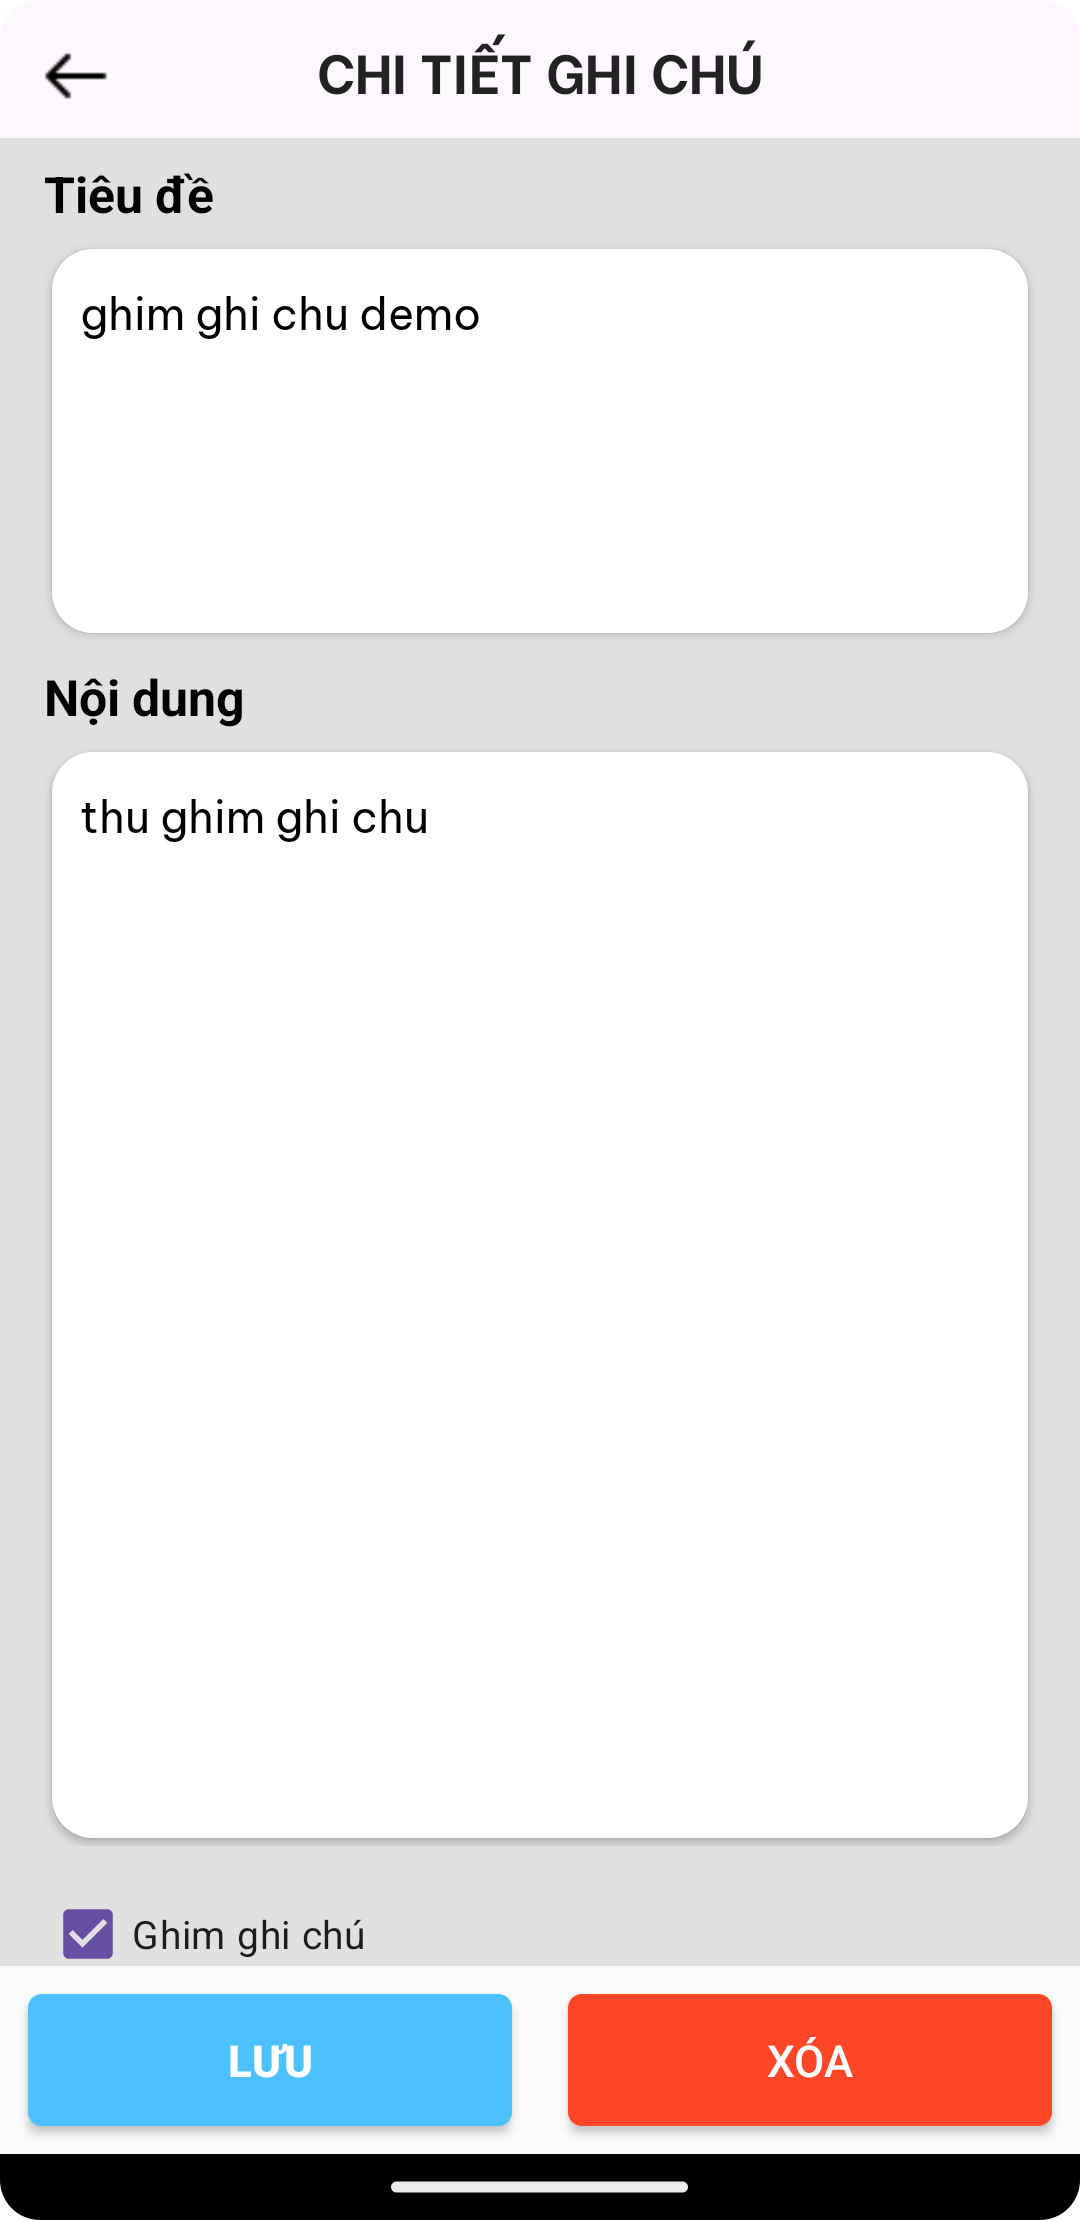 CHI TIẾT GHI CHÚ
Tiêu đề
ghim ghi chu demo
Nội dung
thu ghim ghi chu
Ghim ghi chú
LƯU
XÓA